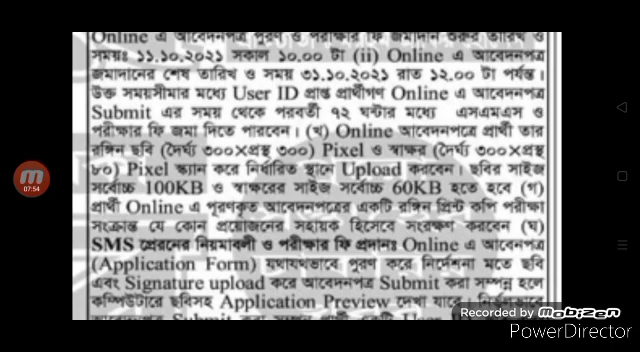 Online এ আবেদনপত্র পুরণ ও পরীক্ষার ফি জমাদান শুরুর তারিখ ও
সময়ঃ ১১.১০.২০২১ সকাল ১০.০০ টা (ii) Online এ আবেদনপত্র
জমাদানের শেষ তারিখ ও সময় ৩১.১০.২০২১ রাত ১২.০০ টা পর্যন্ত।
উক্ত সময়সীমার মধ্যে User ID প্রাপ্ত প্রার্থীগণ Online এ আবেদনপত্র
Submit এর সময় থেকে পরবর্তী ৭২ ঘন্টার মধ্যে এসএমএস ও
পরীক্ষার ফি জমা দিতে পারবেন। (খ) Online আবেদনপত্রে প্রার্থী তার
রঙ্গিন ছবি (দৈর্ঘ্য ৩০০×প্রস্থ ৩০০) Pixel ও স্বাক্ষর (দৈর্ঘ্য ৩০০×প্রস্থ
৮০) Pixel স্ক্যান করে নির্ধারিত স্থানে Upload করবেন। ছবির সাইজ
সর্বোচ্চ 100KB ও স্বাক্ষরের সাইজ সর্বোচ্চ 60KB হতে হবে (গ)
প্রার্থী Online এ পূরণকৃত আবেদনপত্রের একটি রঙ্গিন প্রিন্ট কপি পরীক্ষা
সংক্রান্ত যে কোন প্রয়োজনের সহায়ক হিসেবে সংরক্ষণ করবেন (ঘ)
SMS প্রেরনের নিয়মাবলী ও পরীক্ষার ফি প্রদানঃ Online এ আবেদনপত্র
(Application Form) যথাযথভাবে পুরণ করে নির্দেশনা মতে ছবি
এবং Signature upload করে আবেদনপত্র Submit করা সম্পন্ন হলে
কম্পিউটারে ছবিসহ Application Preview দেখা যাবে।
07:54
Recorded by Mobizen
PowerDirector